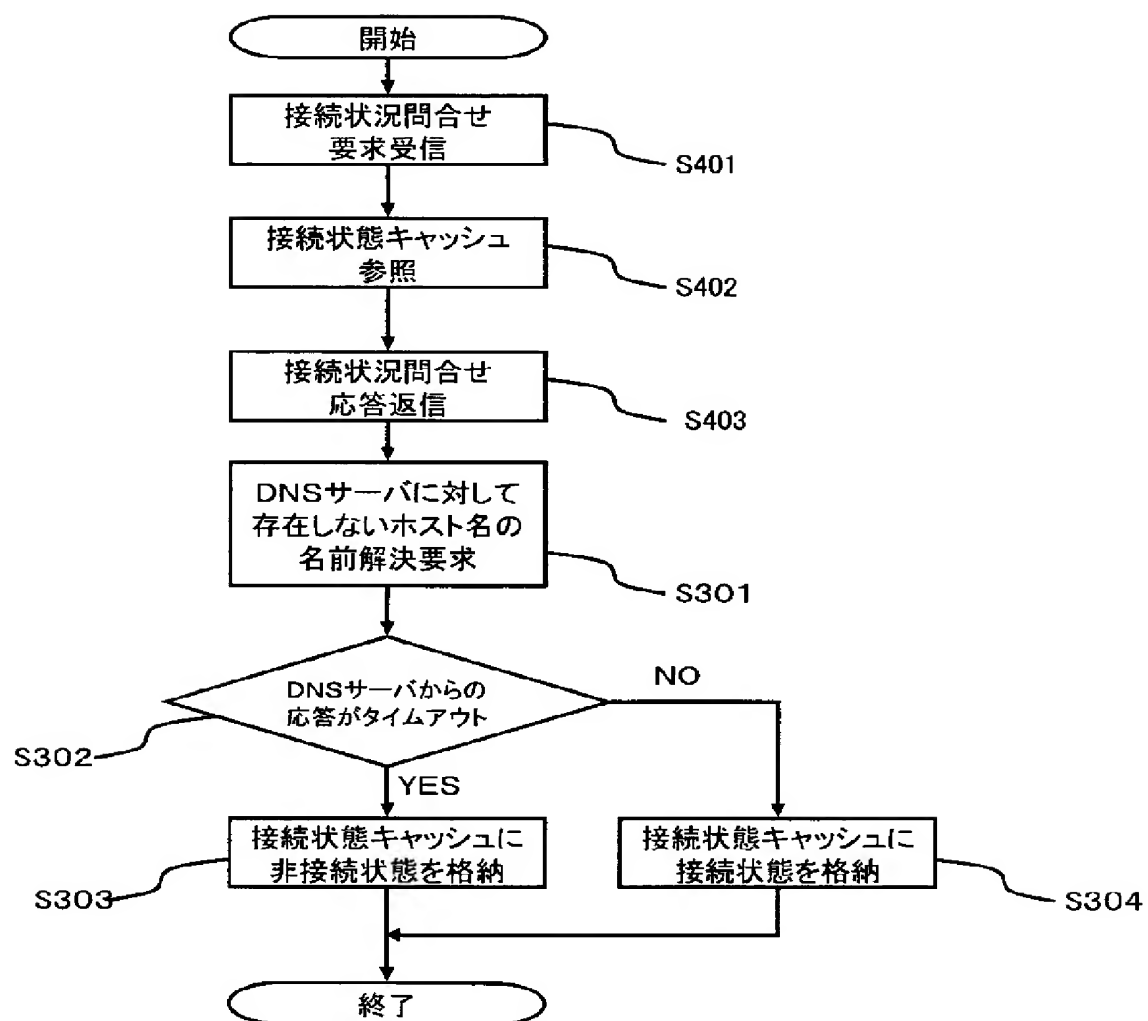 開始
接続状況問合せ
要求受信
S401
接続状態キャッシュ
参照
S402
接続状況問合せ
応答返信
S403
DNSサーバに対して
存在しないホスト名の
名前解決要求
S301
DNSサーバからの
応答がタイムアウト
NO
S302
YES
接続状態キャッシュに
非接続状態を格納
S303
接続状態キャッシュに
接続状態を格納
S304
終了